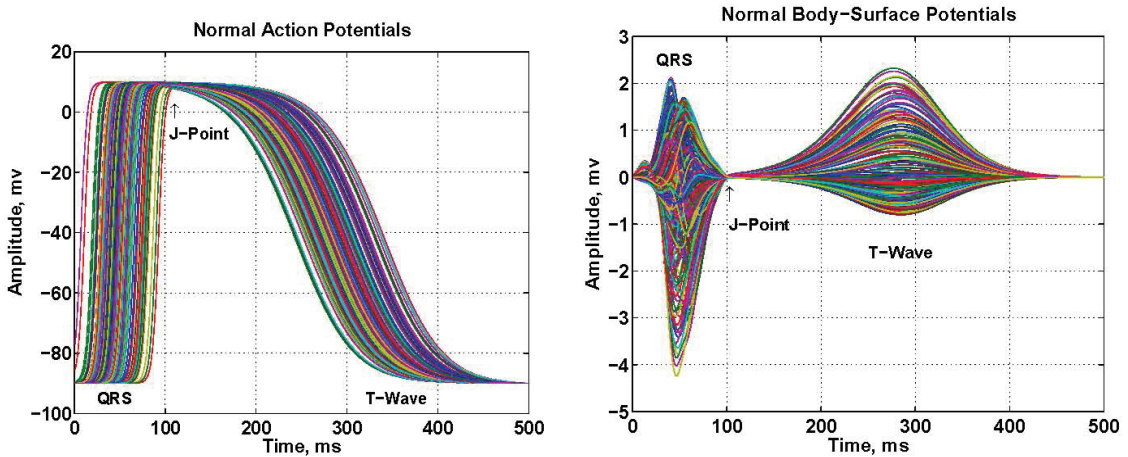 Normal Action Potentials
20
0
−20
−40
−60
−80
−100
Amplitude, mv
↑
J−Point
QRS
T−Wave
0 100 200 300 400 500
Time, ms
Normal Body−Surface Potentials
3
2
1
0
−1
−2
−3
−4
−5
Amplitude, mv
QRS
↑
J−Point
T−Wave
0 100 200 300 400 500
Time, ms